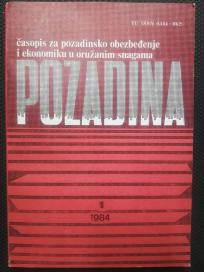 časopis za pozadinsko obezbeđenje
i ekonomiku u oružanim snagama
POZADINA
1
1984